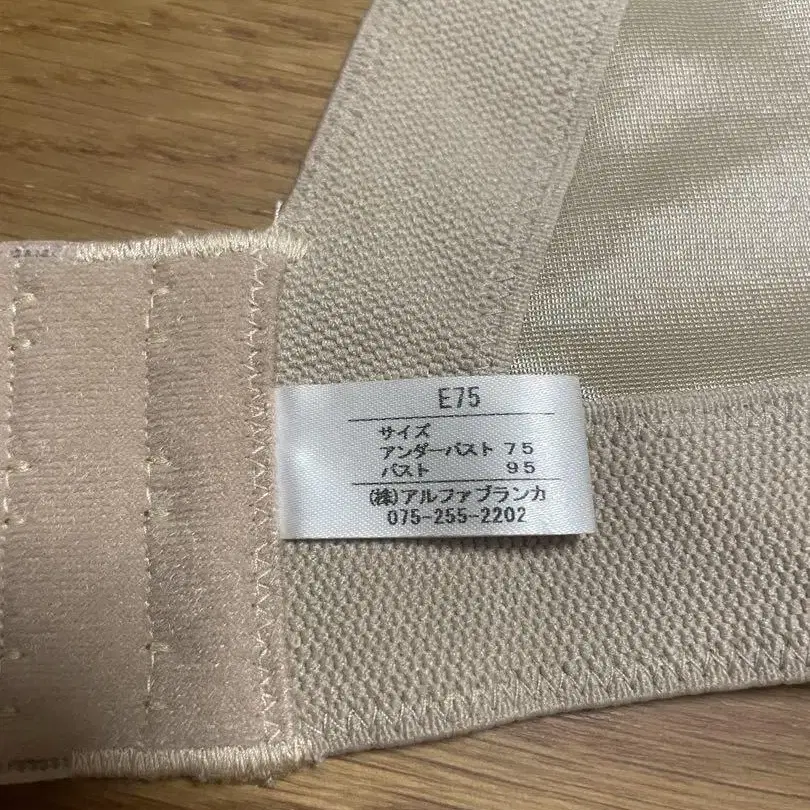 E75
サイズ
アンダーバスト 75
バスト 95
(株)アルファブランカ
075-255-2202